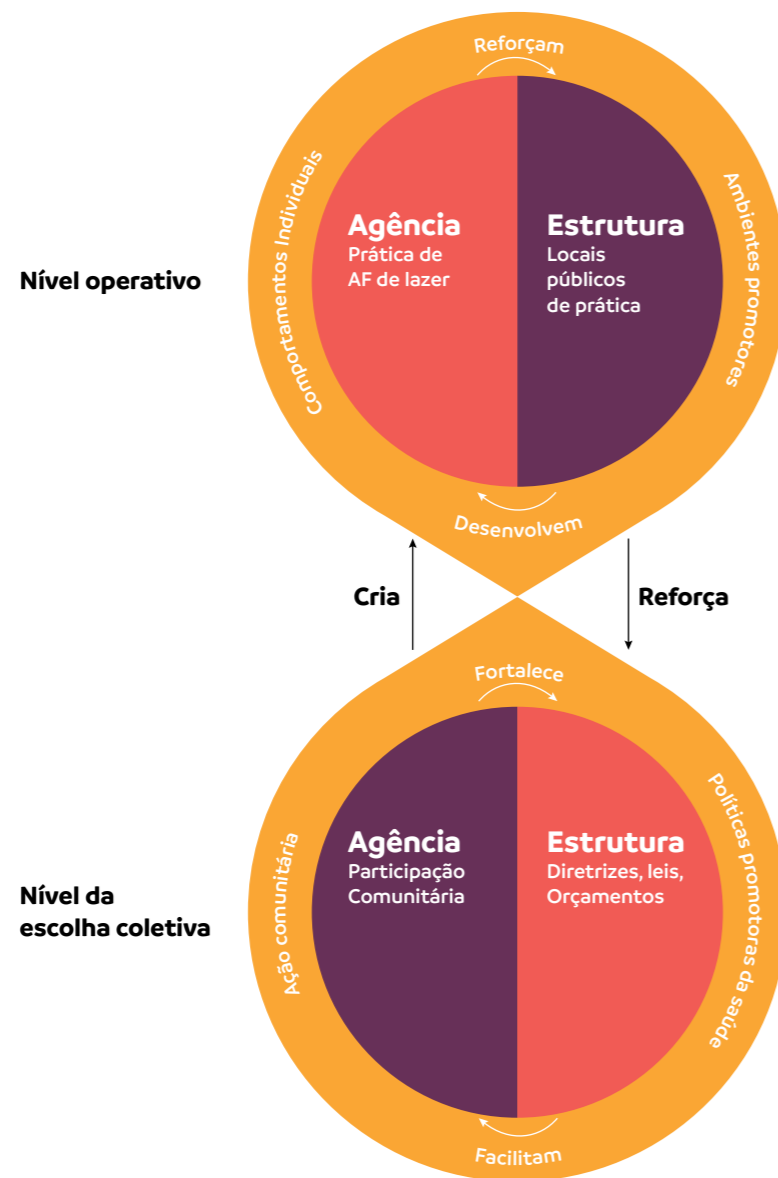 Reforçam
Comportamentos Individuais
Ambientes promotores
Agência
Prática de
AF de lazer
Estrutura
Locais
públicos
de prática
Nível operativo
Desenvolvem
Cria
Reforça
Fortalece
Ação comunitária
Políticas promotoras da saúde
Agência
Participação
Comunitária
Estrutura
Diretrizes, leis,
Orçamentos
Nível da
escolha coletiva
Facilitam